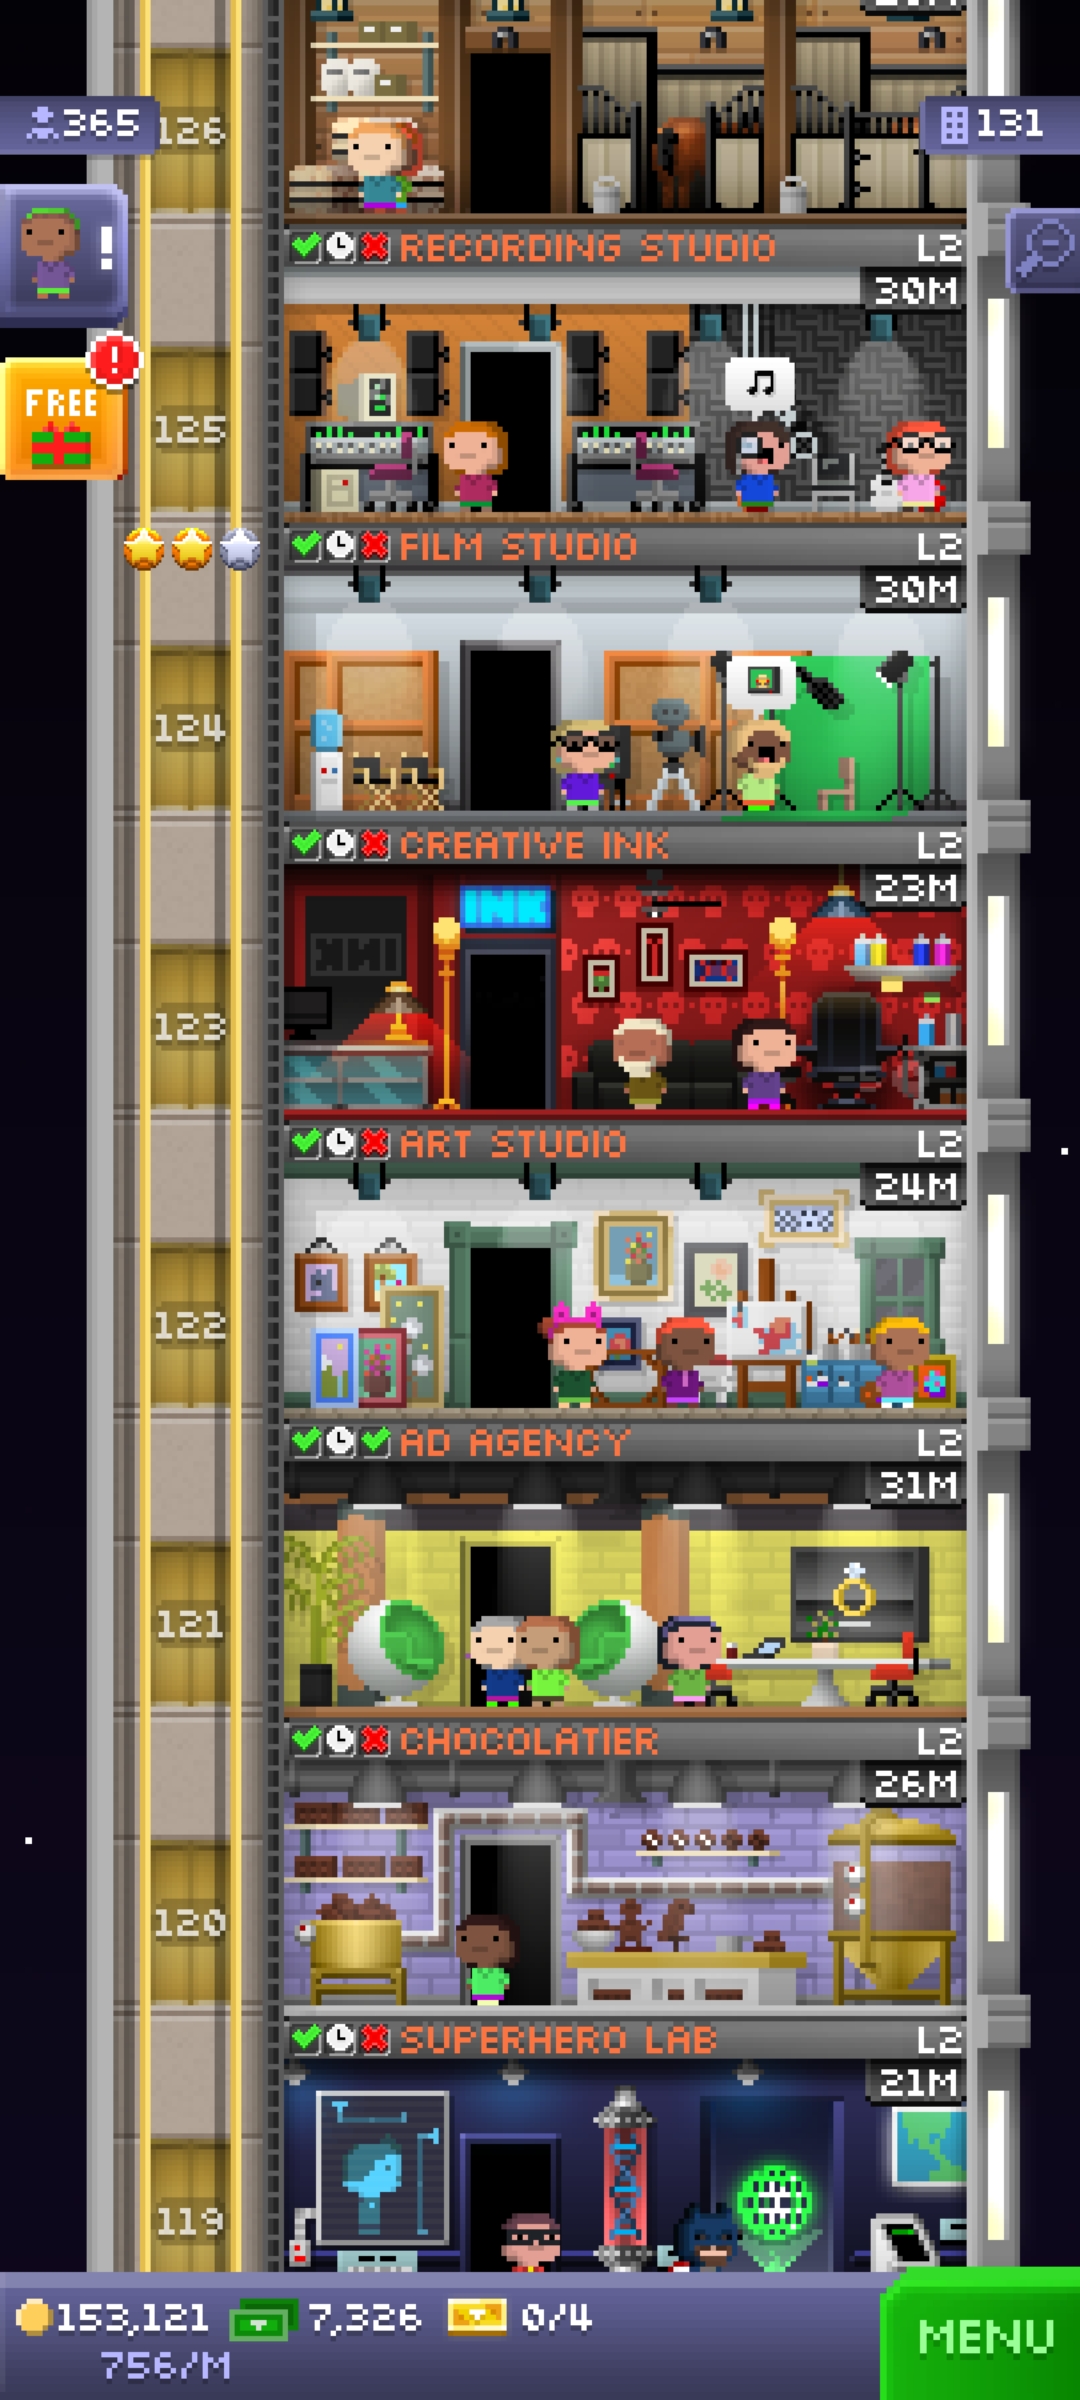 126
365
131
!
RECORDING STUDIO L2
30M
!
FREE
125
FILM STUDIO L2
30M
124
CREATIVE INK L2
23M
INK
123
ART STUDIO L2
24M
122
AD AGENCY L2
31M
121
CHOCOLATIER L2
26M
120
SUPERHERO LAB L2
21M
119
153,121 7,326 0/4
756/M
MENU